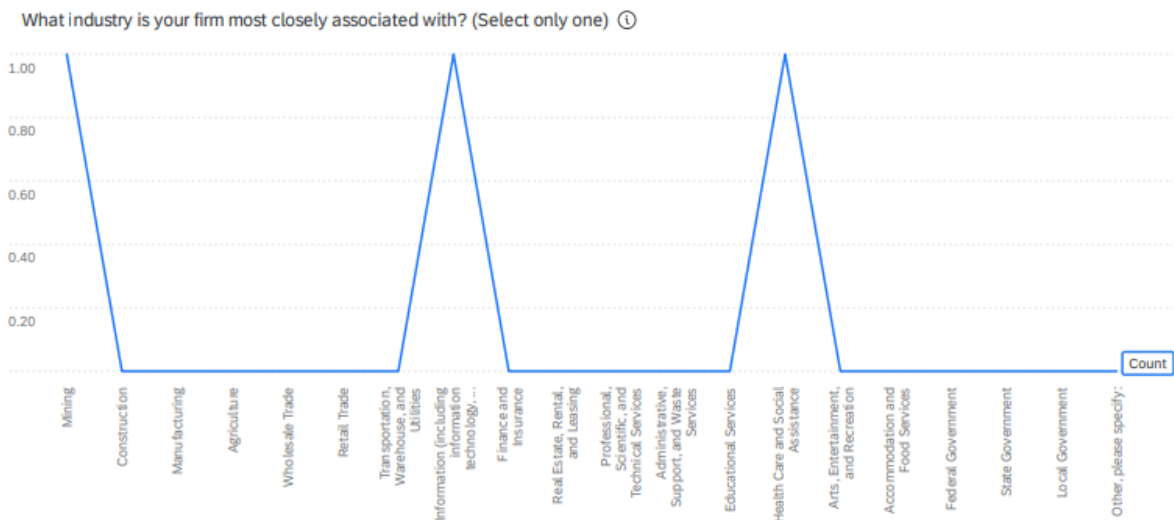 What industry is your firm most closely associated with? (Select only one)
1.00
0.80
0.60
0.40
0.20
Count
Mining
Construction
Manufacturing
Agriculture
Wholesale Trade
Retail Trade
Transportation,
Warehouse, and
Utilities
Information (including
information
technology, ...
Finance and
Insurance
Real Estate, Rental,
and Leasing
Professional,
Scientific, and
Technical Services
Administrative,
Support, and Waste
Services
Educational Services
Health Care and Social
Assistance
Arts, Entertainment,
and Recreation
Accommodation and
Food Services
Federal Government
State Government
Local Government
Other, please specify: